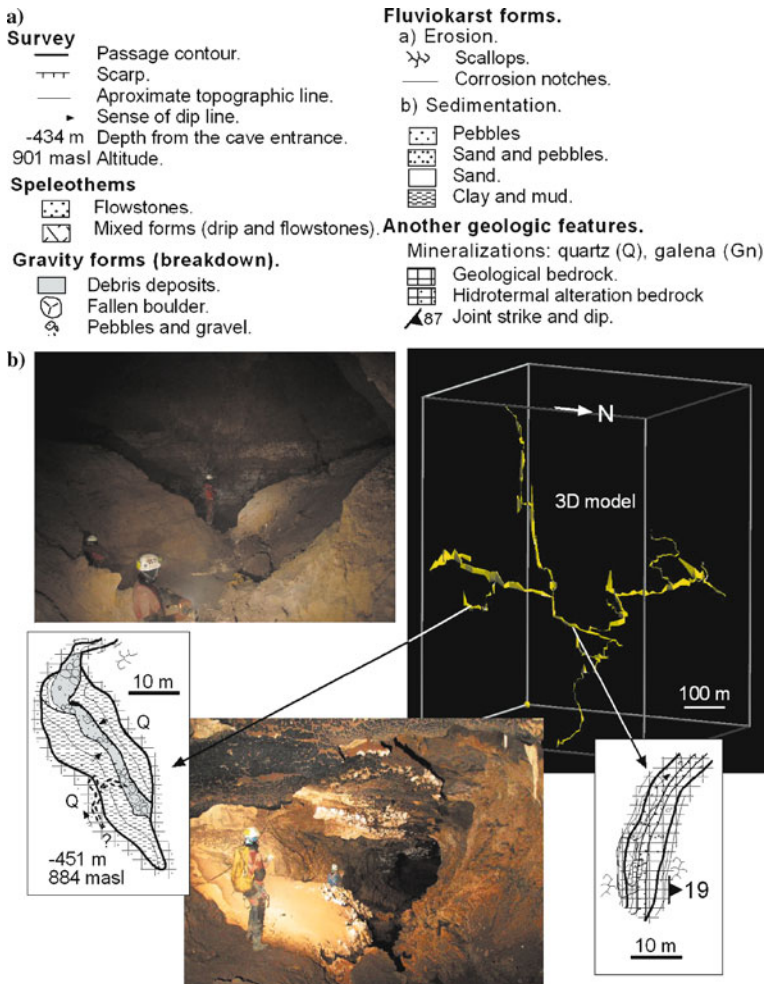 a)
Survey
Passage contour.
Scarp.
Aproximate topographic line.
Sense of dip line.
-434 m Depth from the cave entrance.
901 masl Altitude.
Speleothems
Flowstones.
Mixed forms (drip and flowstones).
Gravity forms (breakdown).
Debris deposits.
Fallen boulder.
Pebbles and gravel.
Fluviokarst forms.
a) Erosion.
Scallops.
Corrosion notches.
b) Sedimentation.
Pebbles
Sand and pebbles.
Sand.
Clay and mud.
Another geologic features.
Mineralizations: quartz (Q), galena (Gn)
Geological bedrock.
Hidrotermal alteration bedrock
87 Joint strike and dip.
b)
N
3D model
100 m
10 m
Q
Q
?
-451 m
884 masl
19
10 m